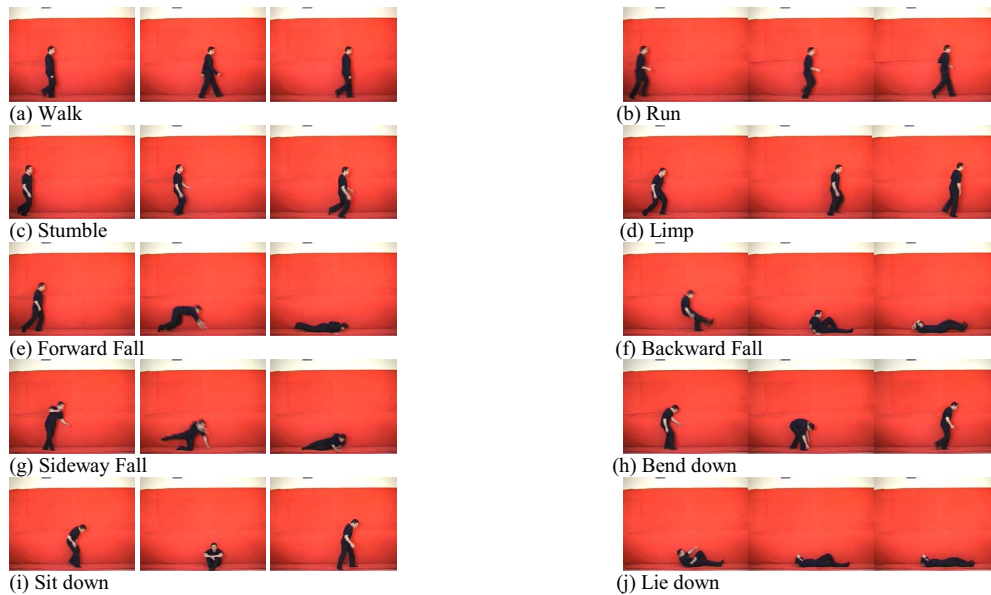 (a) Walk
(b) Run
(c) Stumble
(d) Limp
(e) Forward Fall
(f) Backward Fall
(g) Sideway Fall
(h) Bend down
(i) Sit down
(j) Lie down